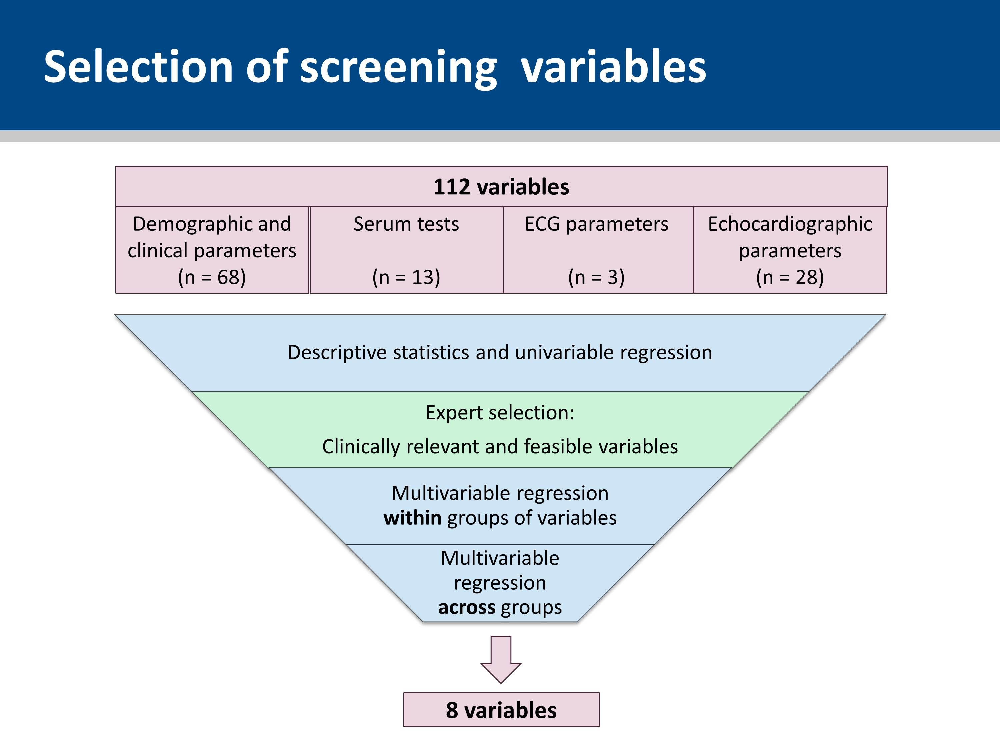 Selection of screening  variables
112 variables
Demographic and
clinical parameters
(n = 68)
Serum tests
(n = 13)
ECG parameters
(n = 3)
Echocardiographic
parameters
(n = 28)
Descriptive statistics and univariable regression
Expert selection:
Clinically relevant and feasible variables
Multivariable regression
within groups of variables
Multivariable
regression
across groups
8 variables